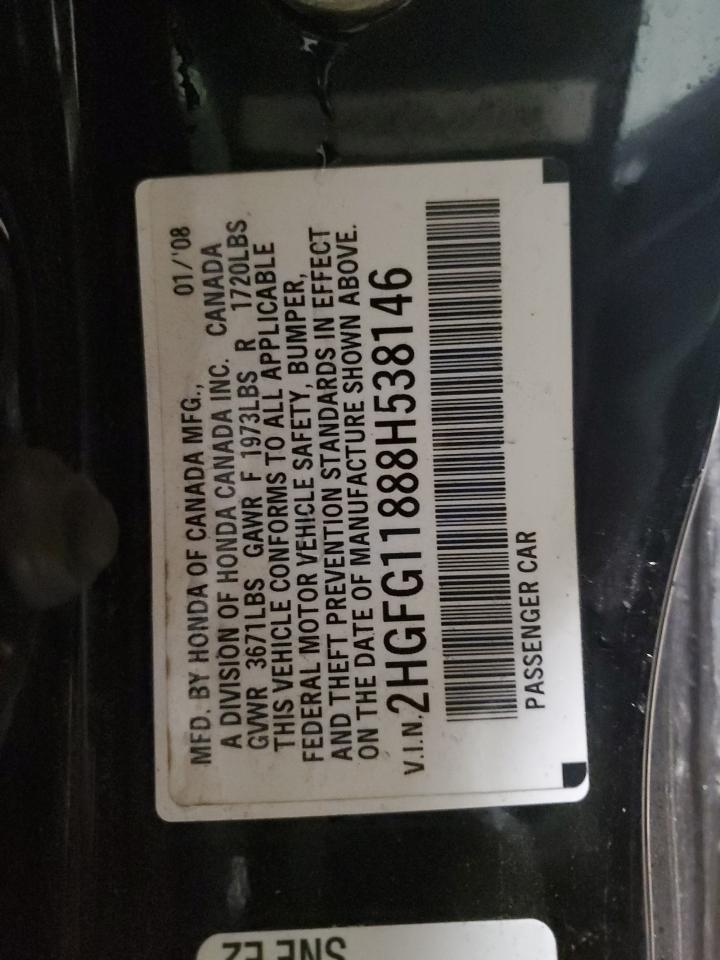 MFD. BY HONDA OF CANADA MFG., 01/'08
A DIVISION OF HONDA CANADA INC. CANADA
GVWR 3671LBS GAWR F 1973LBS R 1720LBS
THIS VEHICLE CONFORMS TO ALL APPLICABLE
FEDERAL MOTOR VEHICLE SAFETY, BUMPER,
AND THEFT PREVENTION STANDARDS IN EFFECT
ON THE DATE OF MANUFACTURE SHOWN ABOVE.
V.I.N. 2HGFG11888H538146
PASSENGER CAR